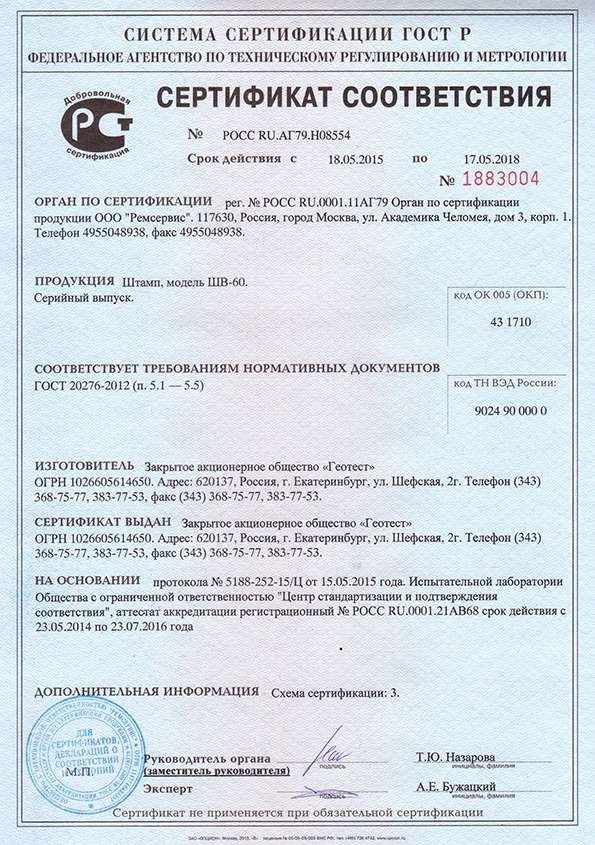 СИСТЕМА СЕРТИФИКАЦИИ ГОСТ Р
ФЕДЕРАЛЬНОЕ АГЕНТСТВО ПО ТЕХНИЧЕСКОМУ РЕГУЛИРОВАНИЮ И МЕТРОЛОГИИ
Добровольная
сертификация
СЕРТИФИКАТ СООТВЕТСТВИЯ
№ РОСС RU.АГ79.Н08554
Срок действия с 18.05.2015 по 17.05.2018
№ 1883004
ОРГАН ПО СЕРТИФИКАЦИИ рег. № РОСС RU.0001.11АГ79 Орган по сертификации
продукции ООО "Ремсервис". 117630, Россия, город Москва, ул. Академика Челомея, дом 3, корп. 1.
Телефон 4955048938, факс 4955048938.
ПРОДУКЦИЯ Штамп, модель ШВ-60.
Серийный выпуск.
код ОК 005 (ОКП):
43 1710
СООТВЕТСТВУЕТ ТРЕБОВАНИЯМ НОРМАТИВНЫХ ДОКУМЕНТОВ
ГОСТ 20276-2012 (п. 5.1 — 5.5)
код ТН ВЭД России:
9024 90 000 0
ИЗГОТОВИТЕЛЬ Закрытое акционерное общество «Геотест»
ОГРН 1026605614650. Адрес: 620137, Россия, г. Екатеринбург, ул. Шефская, 2г. Телефон (343)
368-75-77, 383-77-53, факс (343) 368-75-77, 383-77-53.
СЕРТИФИКАТ ВЫДАН Закрытое акционерное общество «Геотест»
ОГРН 1026605614650. Адрес: 620137, Россия, г. Екатеринбург, ул. Шефская, 2г. Телефон (343)
368-75-77, 383-77-53, факс (343) 368-75-77, 383-77-53.
НА ОСНОВАНИИ протокола № 5188-252-15/Ц от 15.05.2015 года. Испытательной лаборатории
Общества с ограниченной ответственностью "Центр стандартизации и подтверждения
соответствия", аттестат аккредитации регистрационный № РОСС RU.0001.21АВ68 срок действия с
23.05.2014 по 23.07.2016 года
ДОПОЛНИТЕЛЬНАЯ ИНФОРМАЦИЯ Схема сертификации: 3.
ДЛЯ
СЕРТИФИКАТОВ,
ДЕКЛАРАЦИЙ О
СООТВЕТСТВИИ
М.П.
Руководитель органа
(заместитель руководителя)
подпись
Т.Ю. Назарова
инициалы, фамилия
Эксперт
подпись
А.Е. Бужацкий
инициалы, фамилия
Сертификат не применяется при обязательной сертификации